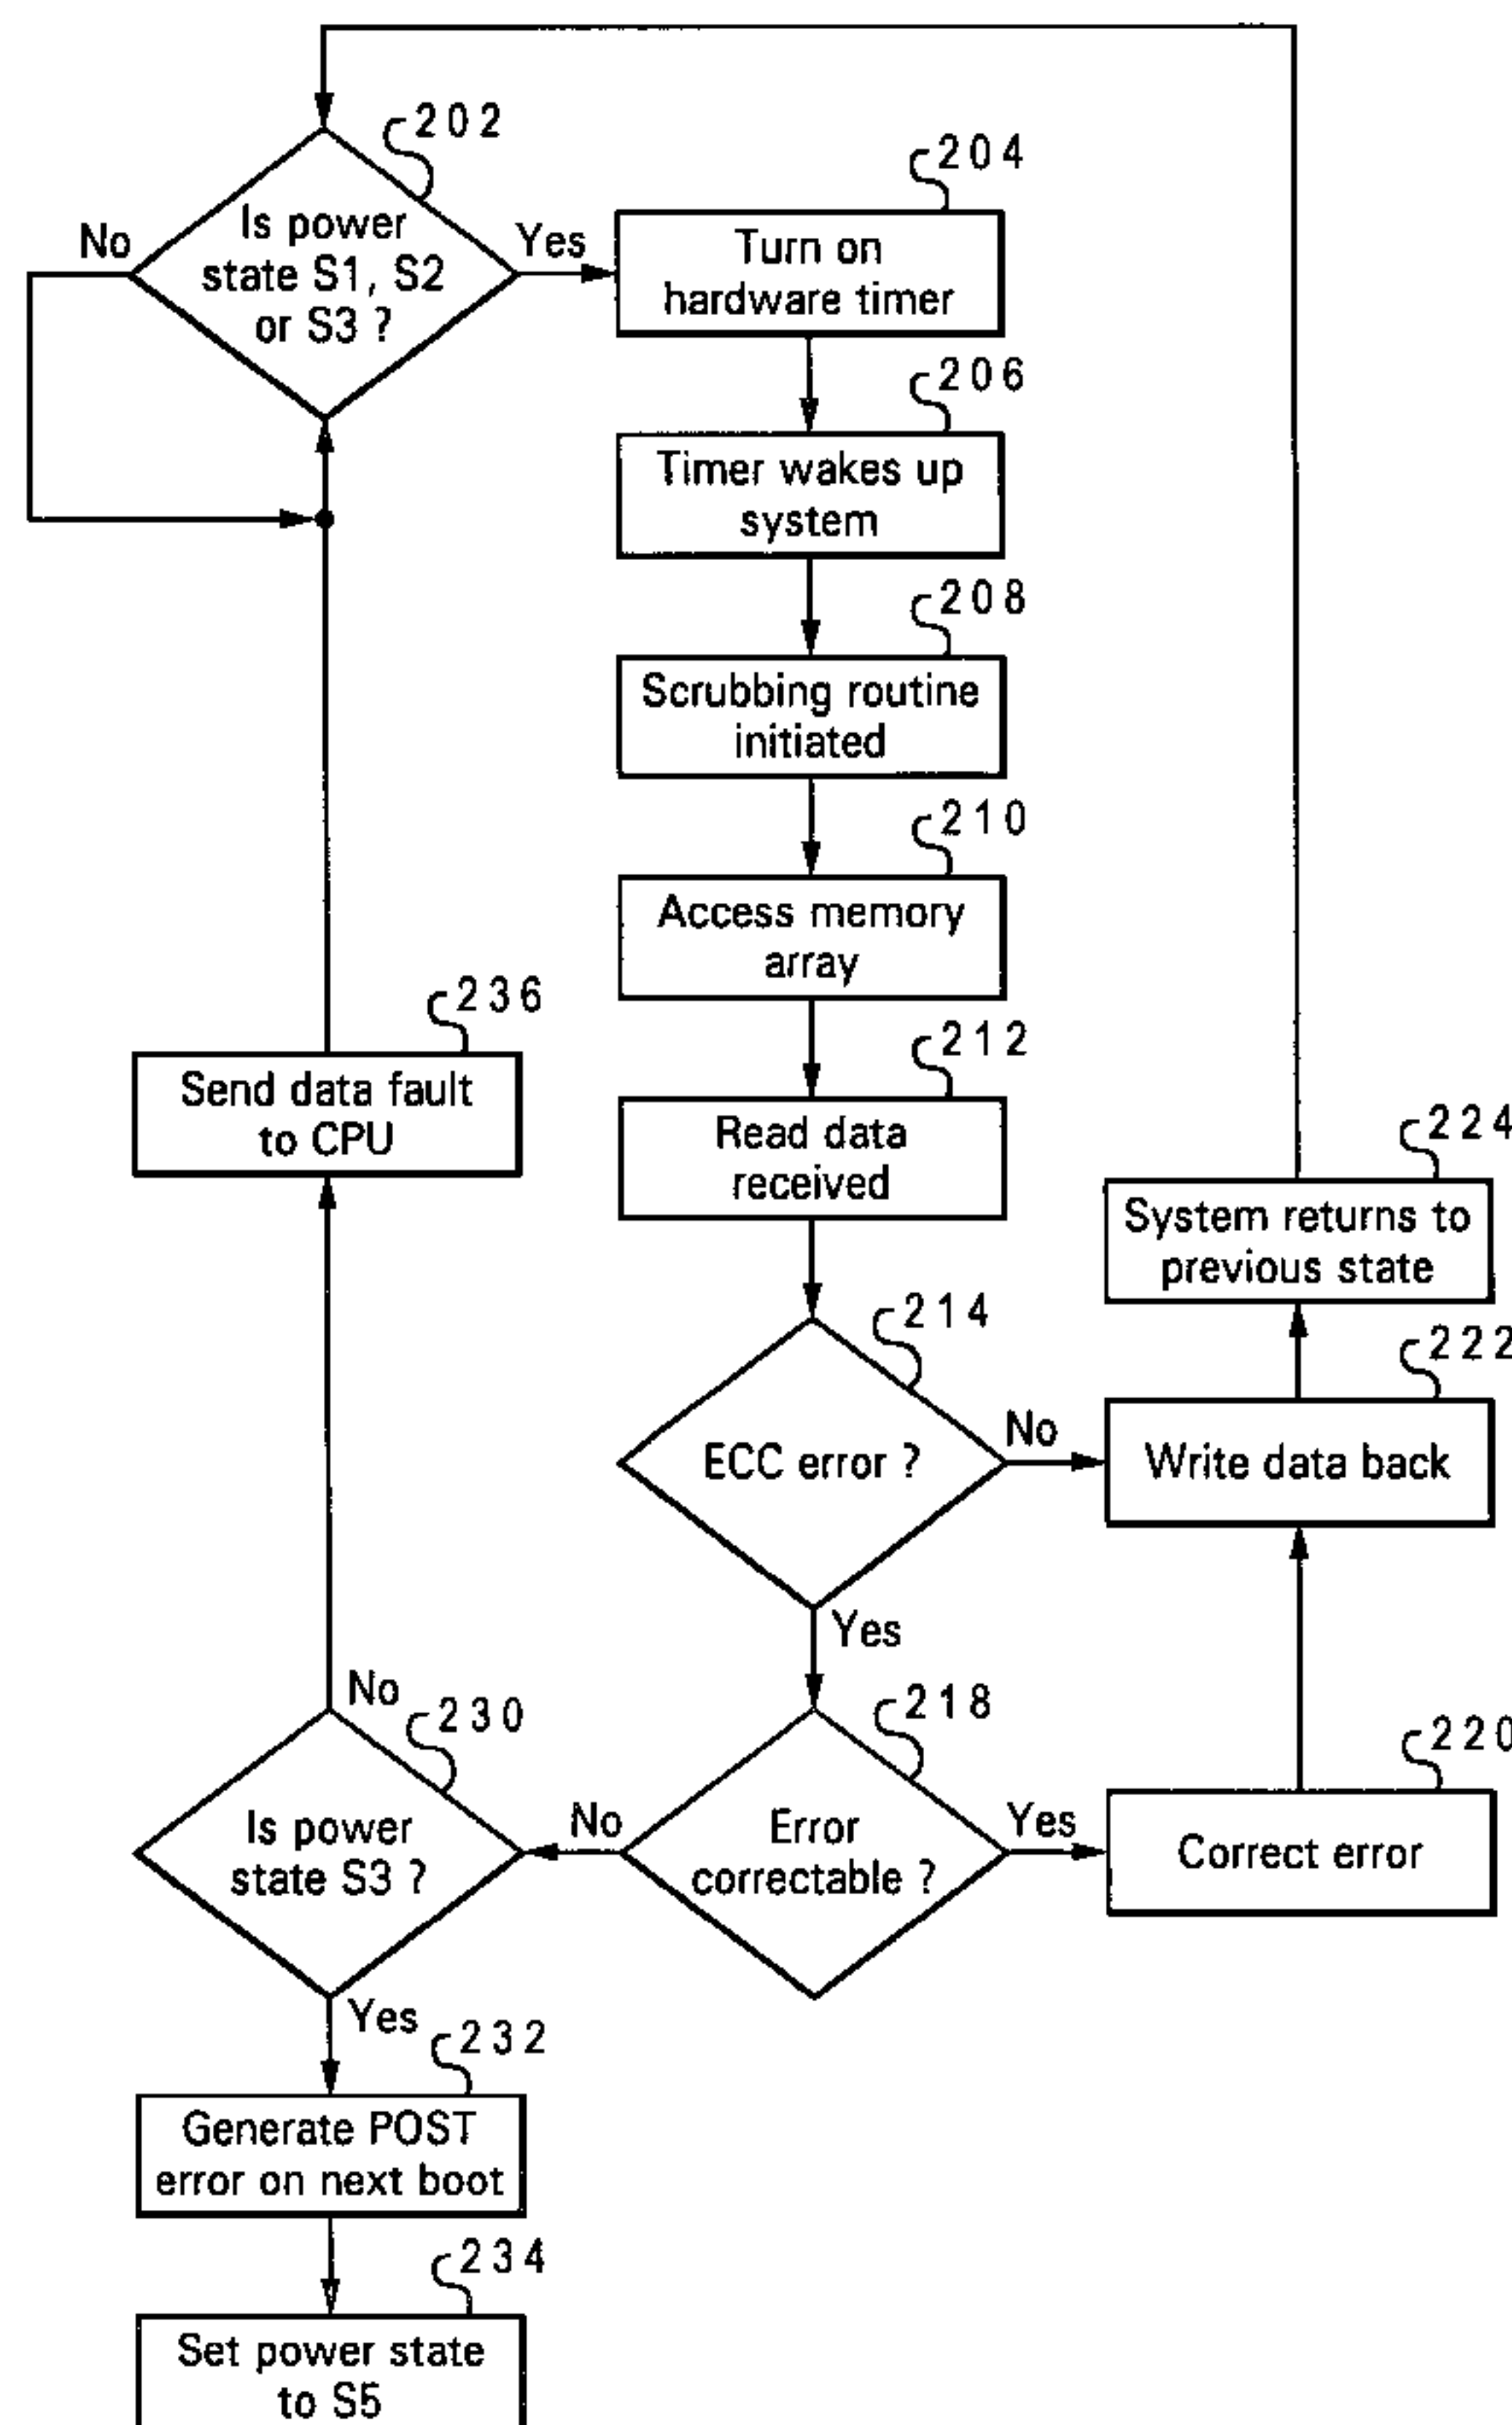 202
Is power
state S1, S2
or S3 ?
No
Yes
204
Turn on
hardware timer
206
Timer wakes up
system
208
Scrubbing routine
initiated
210
Access memory
array
212
Read data
received
236
Send data fault
to CPU
224
System returns to
previous state
214
ECC error ?
No
Yes
222
Write data back
218
Error
correctable ?
No
Yes
220
Correct error
230
Is power
state S3 ?
No
Yes
232
Generate POST
error on next boot
234
Set power state
to S5